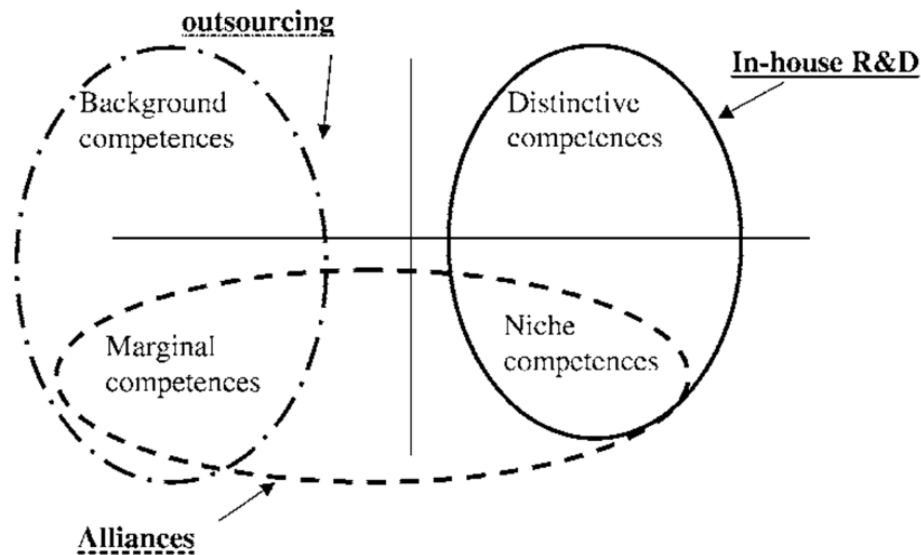 outsourcing
In-house R&D
Background
competences
Distinctive
competences
Marginal
competences
Niche
competences
Alliances